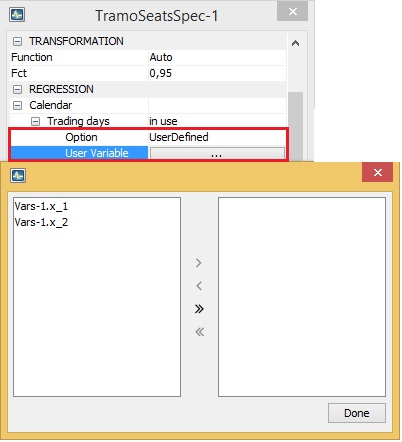 TramoSeatsSpec-1
TRANSFORMATION
Function Auto
Fct 0,95
REGRESSION
Calendar
Trading days in use
Option UserDefined
User Variable ...
Vars-1.x_1
Vars-1.x_2
Done